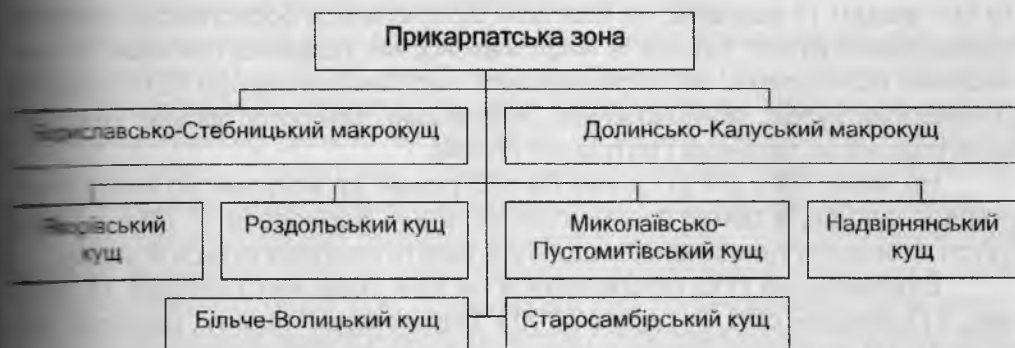 Прикарпатська зона
макрокущ
Долинсько-Калуський макрокущ
кущ
Роздольський кущ
Миколаївсько-
Пустомитівський кущ
Надвірнянський
кущ
Більче-Волицький кущ
Старосамбірський кущ